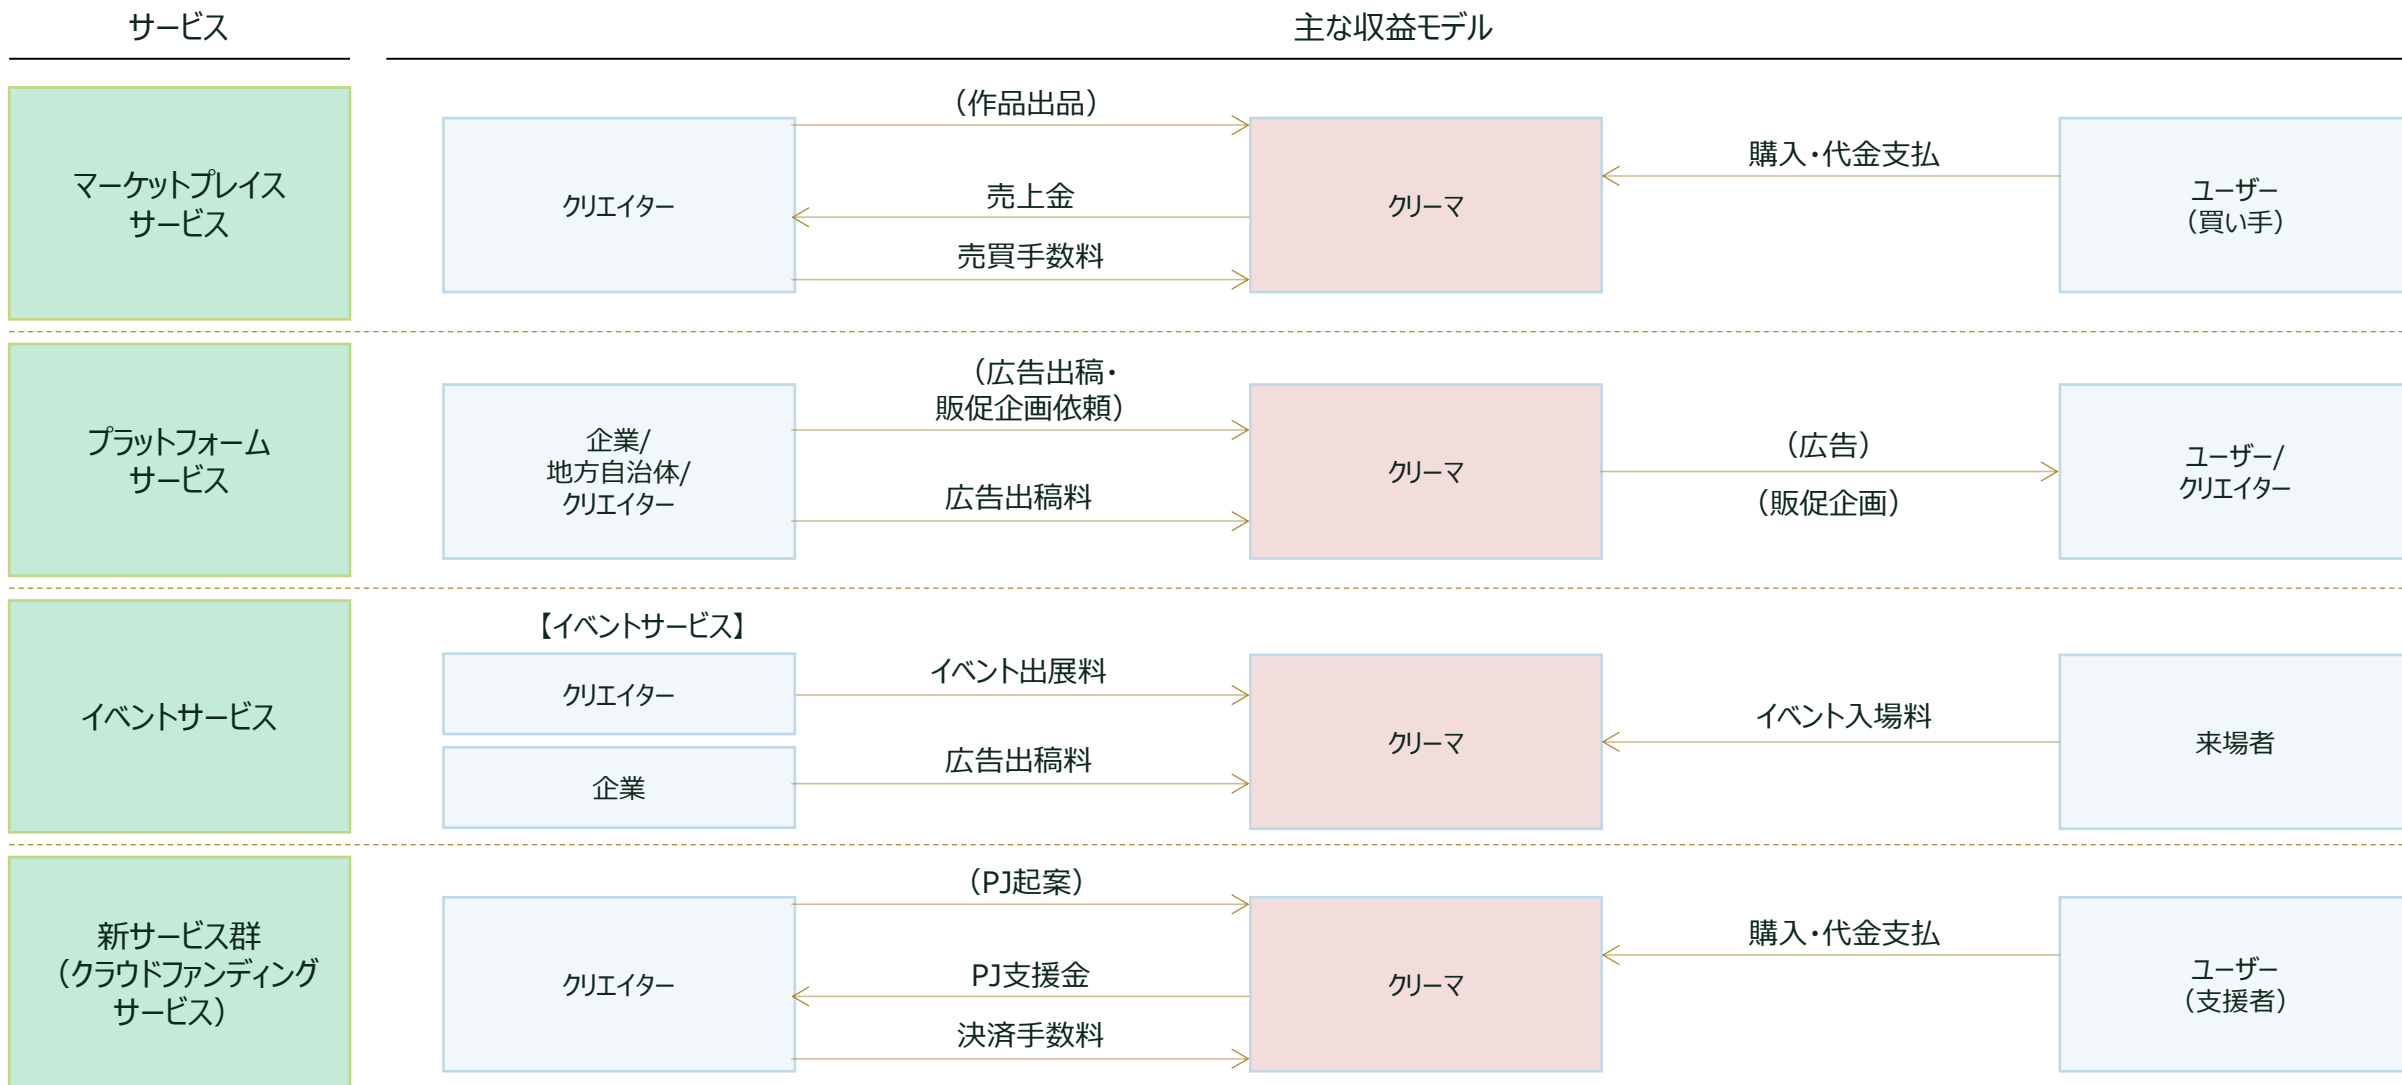 サービス
主な収益モデル
マーケットプレイス
サービス
クリエイター
（作品出品）
売上金
売買手数料
クリーマ
購入・代金支払
ユーザー
（買い手）
プラットフォーム
サービス
企業/
地方自治体/
クリエイター
（広告出稿・
販促企画依頼）
広告出稿料
クリーマ
（広告）
（販促企画）
ユーザー/
クリエイター
イベントサービス
【イベントサービス】
クリエイター
企業
イベント出展料
広告出稿料
クリーマ
イベント入場料
来場者
新サービス群
（クラウドファンディング
サービス）
クリエイター
（PJ起案）
PJ支援金
決済手数料
クリーマ
購入・代金支払
ユーザー
（支援者）